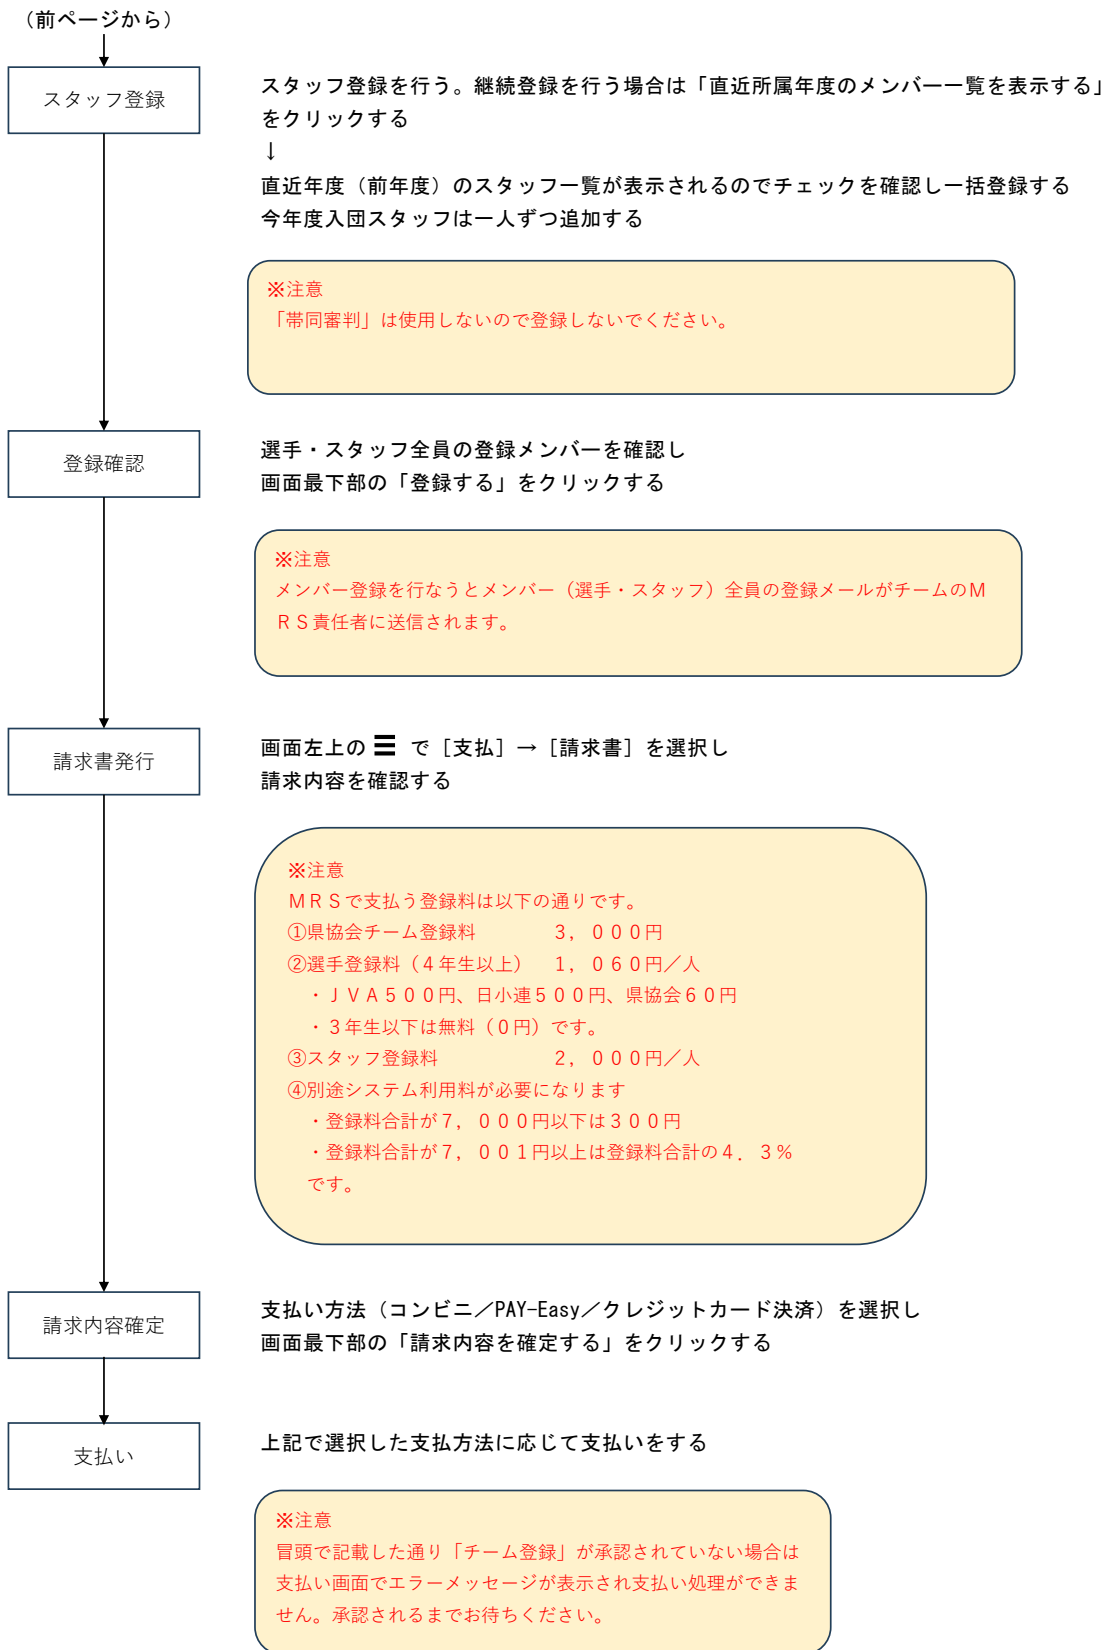 （前ページから）
スタッフ登録
スタッフ登録を行う。継続登録を行う場合は「直近所属年度のメンバー一覧を表示する」
をクリックする
↓
直近年度（前年度）のスタッフ一覧が表示されるのでチェックを確認し一括登録する
今年度入団スタッフは一人ずつ追加する
※注意
「帯同審判」は使用しないので登録しないでください。
登録確認
選手・スタッフ全員の登録メンバーを確認し
画面最下部の「登録する」をクリックする
※注意
メンバー登録を行なうとメンバー（選手・スタッフ）全員の登録メールがチームのＭ
ＲＳ責任者に送信されます。
請求書発行
画面左上の ☰ で［支払］→［請求書］を選択し
請求内容を確認する
※注意
ＭＲＳで支払う登録料は以下の通りです。
①県協会チーム登録料　　　　３，０００円
②選手登録料（４年生以上）　１，０６０円／人
・ＪＶＡ５００円、日小連５００円、県協会６０円
・３年生以下は無料（０円）です。
③スタッフ登録料　　　　　　２，０００円／人
④別途システム利用料が必要になります
・登録料合計が７，０００円以下は３００円
・登録料合計が７，００１円以上は登録料合計の４．３％
です。
請求内容確定
支払い方法（コンビニ／PAY-Easy／クレジットカード決済）を選択し
画面最下部の「請求内容を確定する」をクリックする
支払い
上記で選択した支払方法に応じて支払いをする
※注意
冒頭で記載した通り「チーム登録」が承認されていない場合は
支払い画面でエラーメッセージが表示され支払い処理ができま
せん。承認されるまでお待ちください。